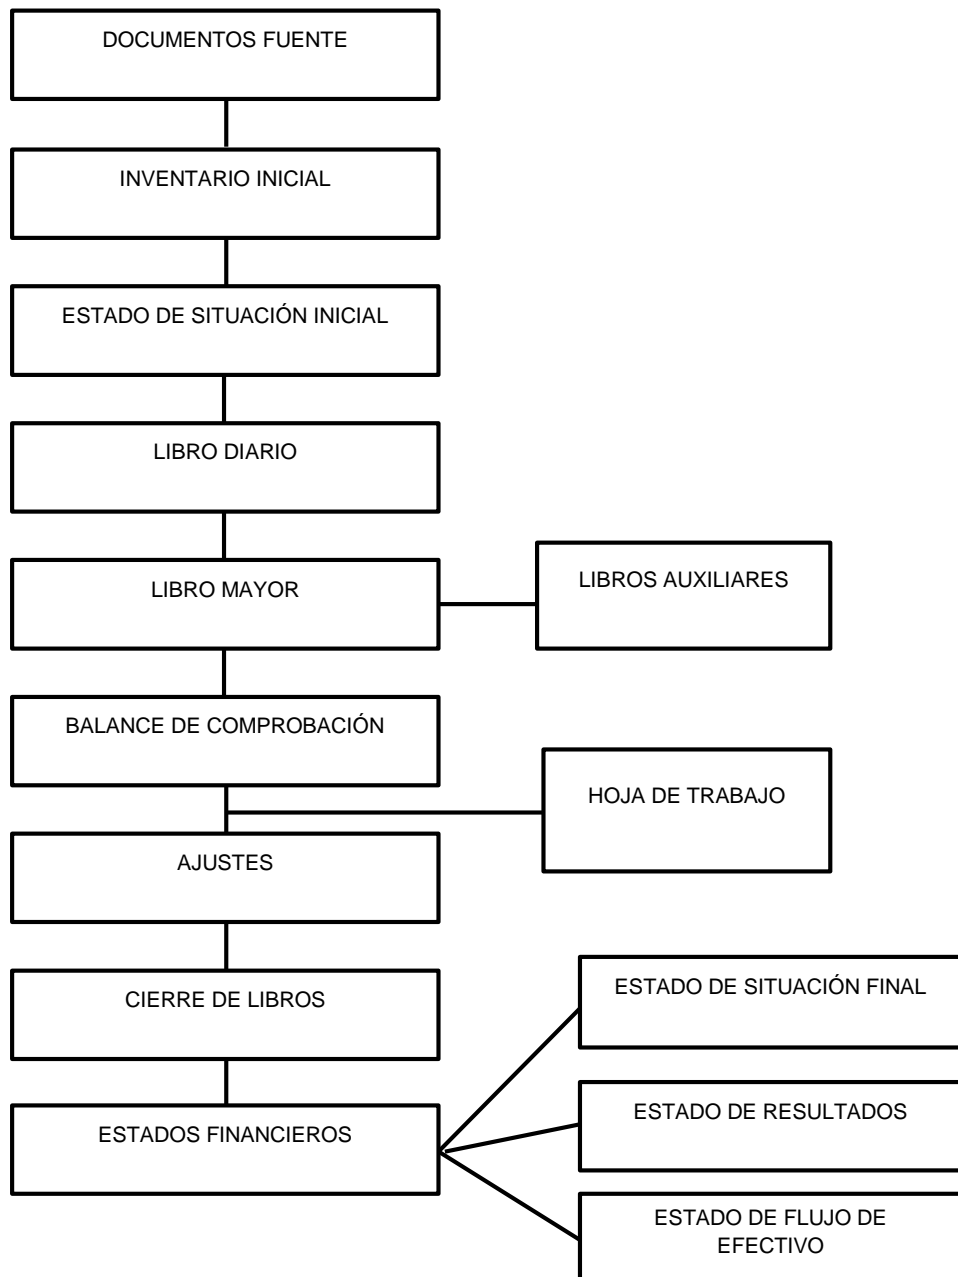 DOCUMENTOS FUENTE
INVENTARIO INICIAL
ESTADO DE SITUACIÓN INICIAL
LIBRO DIARIO
LIBRO MAYOR
LIBROS AUXILIARES
BALANCE DE COMPROBACIÓN
HOJA DE TRABAJO
AJUSTES
CIERRE DE LIBROS
ESTADOS FINANCIEROS
ESTADO DE SITUACIÓN FINAL
ESTADO DE RESULTADOS
ESTADO DE FLUJO DE
EFECTIVO